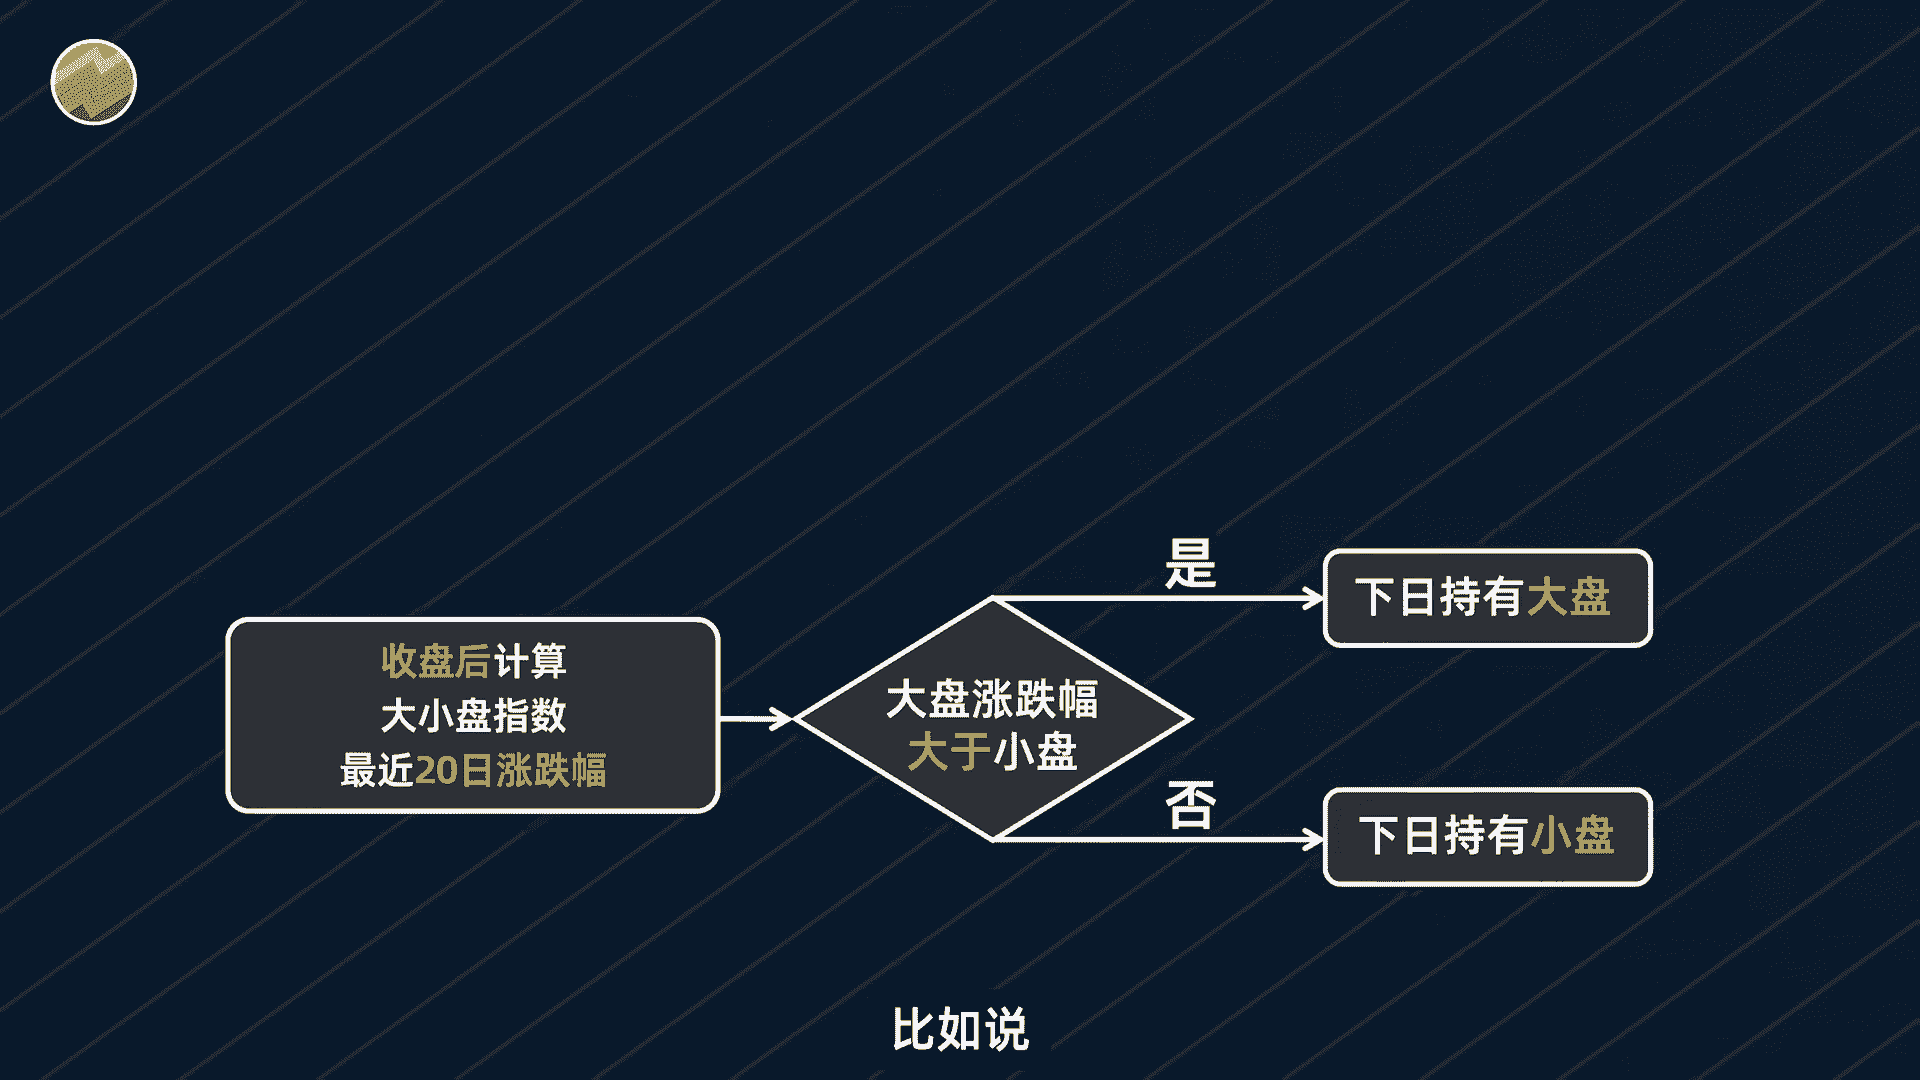 收盘后计算
大小盘指数
最近20日涨跌幅
大盘涨跌幅
大于小盘
是
下日持有大盘
否
下日持有小盘
比如说